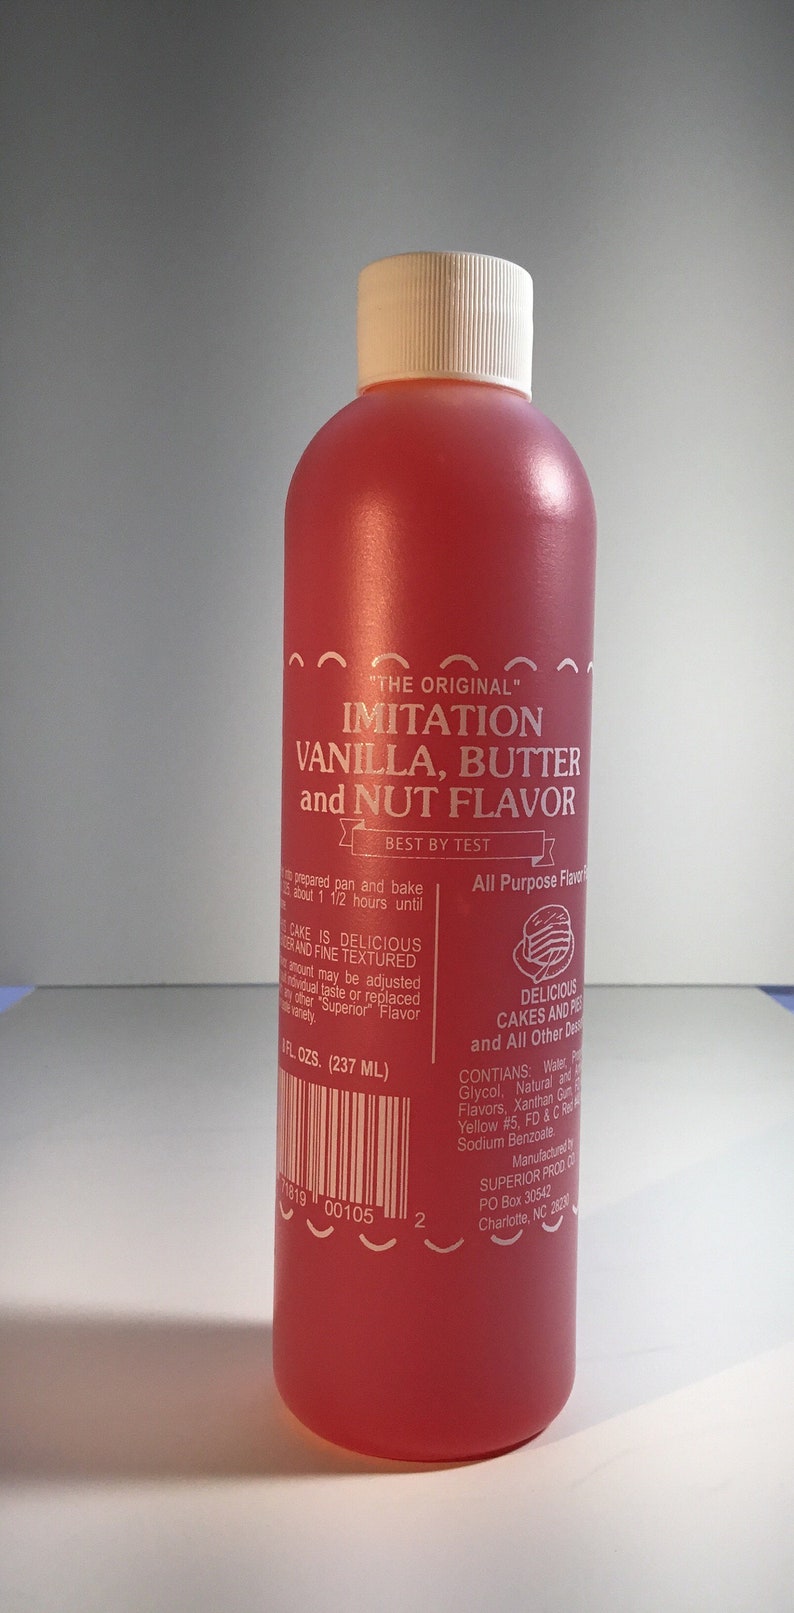 "THE ORIGINAL"
IMITATION
VANILLA, BUTTER
and NUT FLAVOR
BEST BY TEST
into prepared pan and bake
325. about 1 1/2 hours until
CAKE IS DELICIOUS
AND FINE TEXTURED
amount may be adjusted
individual taste or replaced
any other "Superior" Flavor
variety.
8 FL. OZS. (237 ML)
71819 00105 2
All Purpose Flavor
DELICIOUS
CAKES AND PIES
and All Other
CONTIANS: Water,
Glycol, Natural and
Flavors, Xanthan Gum,
Yellow #5, FD & C Red
Sodium Benzoate.
Manufactured by
SUPERIOR PROD. CO.
PO Box 30542
Charlotte, NC 28230